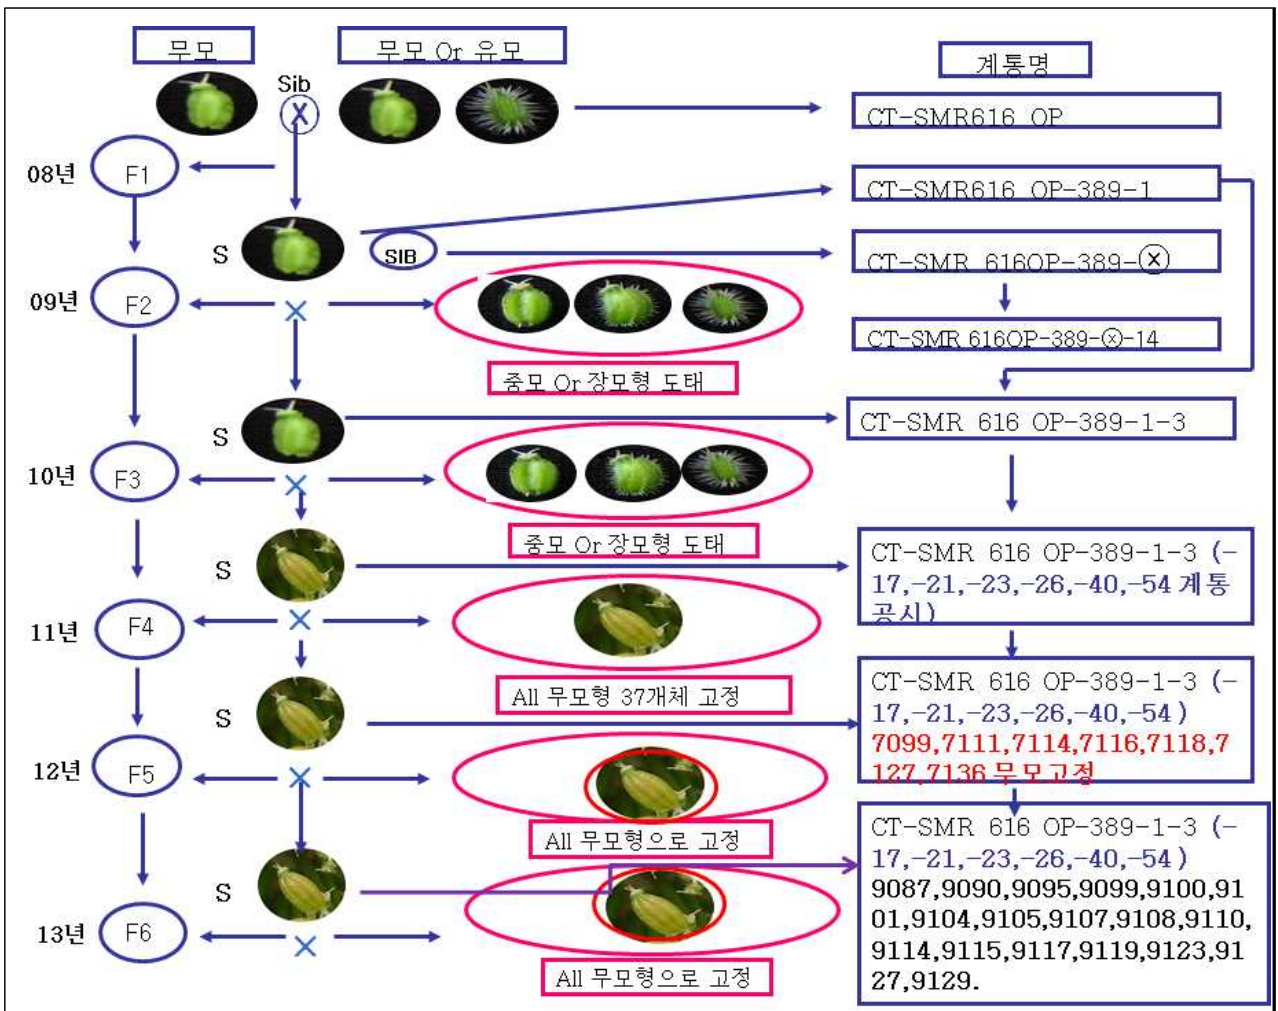 무모
무모 Or 유모
계통명
Sib
X
CT-SMR616 OP
08년
F1
CT-SMR616 OP-389-1
S
SIB
CT-SMR 616OP-389-ⓧ
09년
F2
CT-SMR 616OP-389-ⓧ-14
중모 Or 장모형 도태
S
CT-SMR 616 OP-389-1-3
10년
F3
중모 Or 장모형 도태
S
CT-SMR 616 OP-389-1-3 (-
17,-21,-23,-26,-40,-54 계통
공시)
11년
F4
All 무모형 37개체 고정
S
CT-SMR 616 OP-389-1-3 (-
17,-21,-23,-26,-40,-54)
7099,7111,7114,7116,7118,7
127,7136 무모고정
12년
F5
All 무모형으로 고정
S
CT-SMR 616 OP-389-1-3 (-
17,-21,-23,-26,-40,-54)
9087,9090,9095,9099,9100,91
01,9104,9105,9107,9108,9110,
9114,9115,9117,9119,9123,91
27,9129.
13년
F6
All 무모형으로 고정